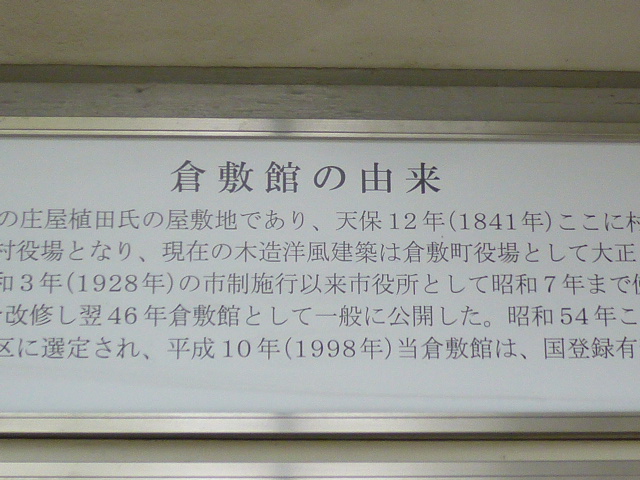 倉敷館の由来
の庄屋植田氏の屋敷地であり、天保12年(1841年)ここに村
村役場となり、現在の木造洋風建築は倉敷町役場として大正
和3年(1928年)の市制施行以来市役所として昭和7年まで使
改修し翌46年倉敷館として一般に公開した。昭和54年こ
区に選定され、平成10年(1998年)当倉敷館は、国登録有